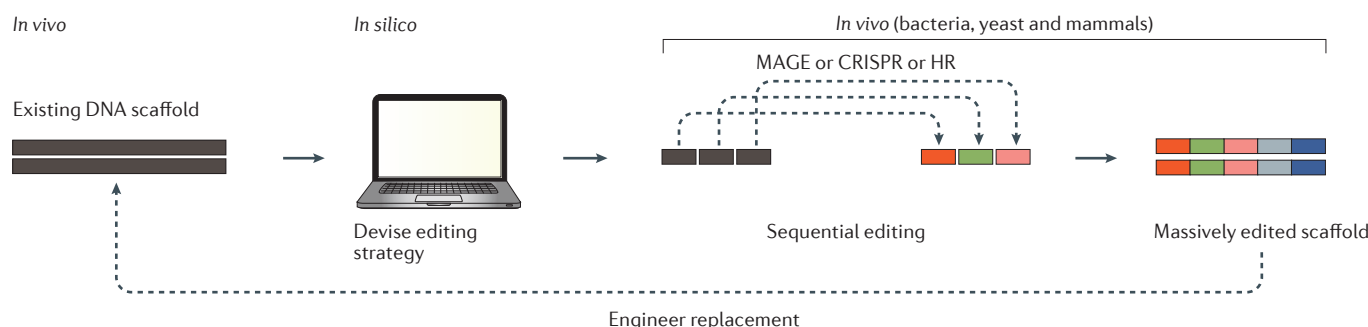 In vivo
In silico
In vivo (bacteria, yeast and mammals)
MAGE or CRISPR or HR
Existing DNA scaffold
Devise editing
strategy
Sequential editing
Massively edited scaffold
Engineer replacement